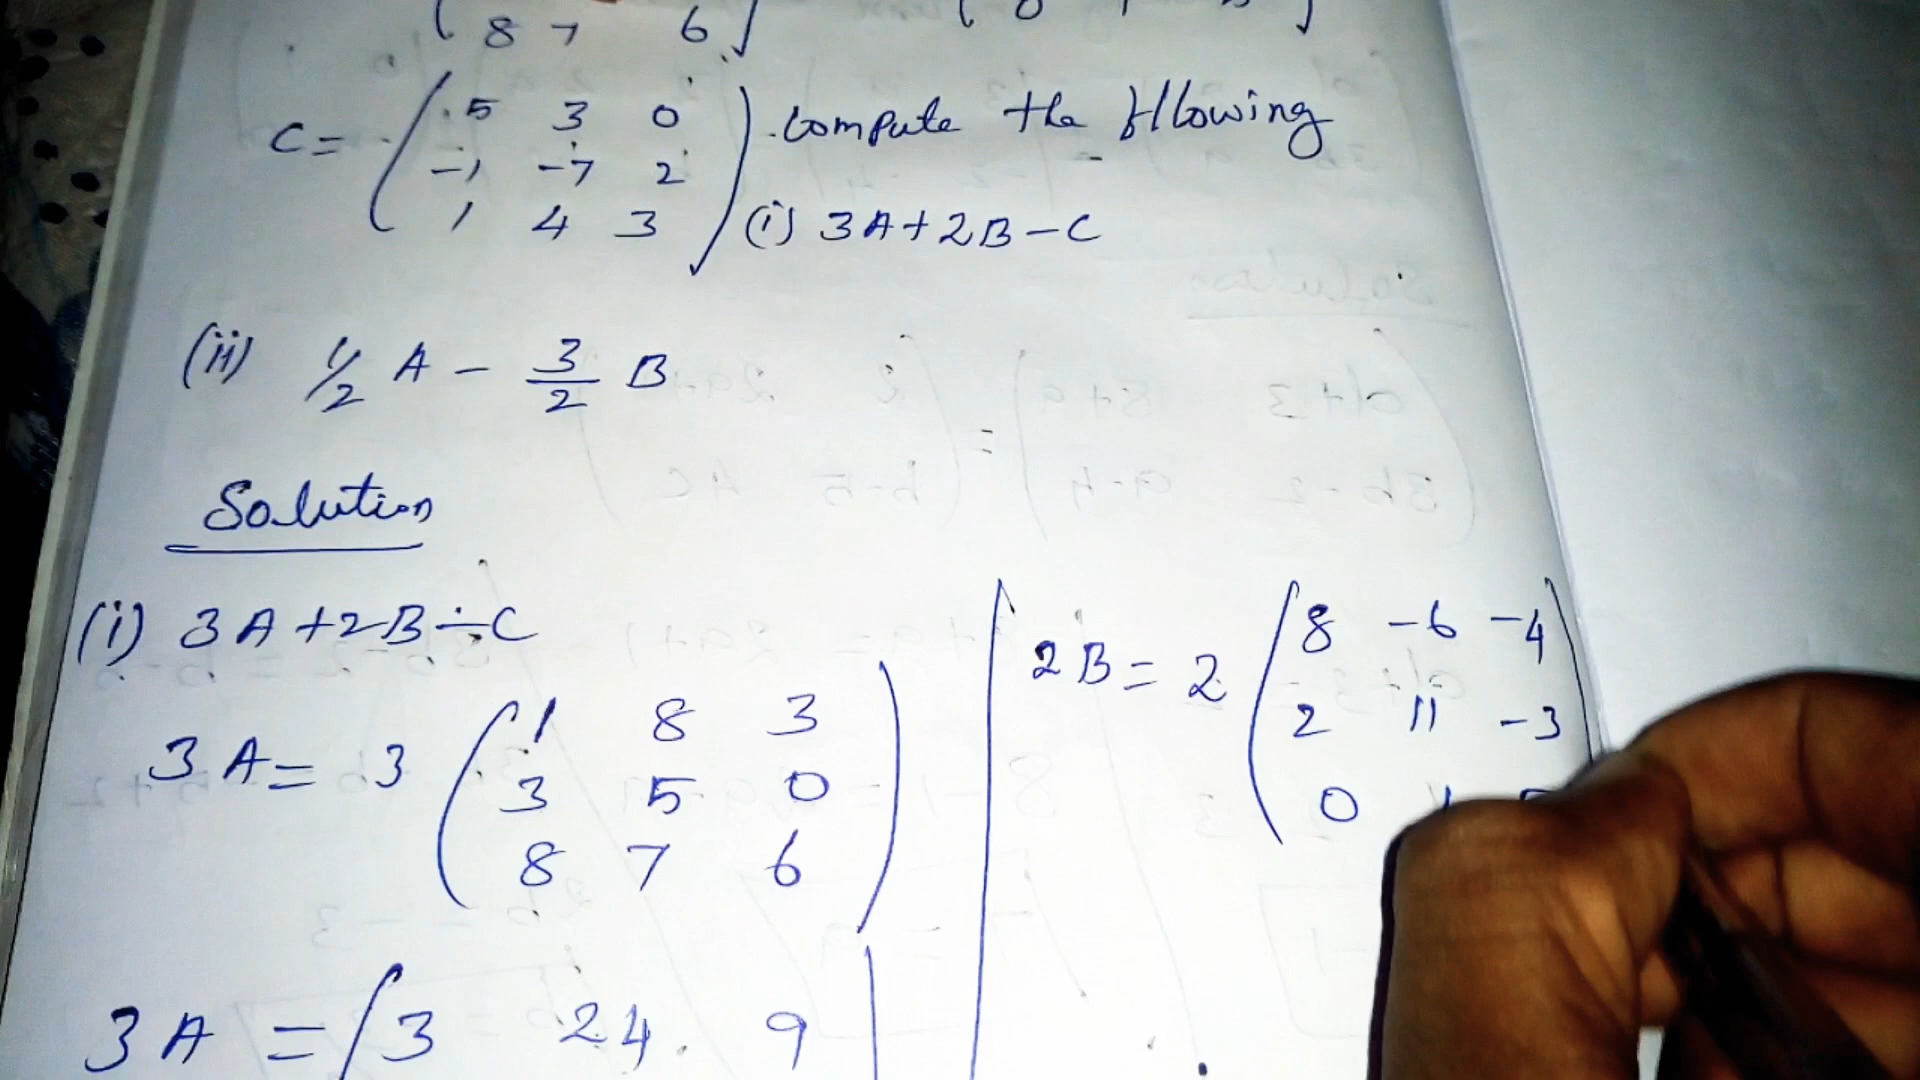 8 7 6
C = 5 3 0 . Compute the following
-1 -7 2
1 4 3 (i) 3A+2B-C
(ii) 1/2 A - 3/2 B
Solution
(i) 3A+2B-C
3A = 3 ( 1 8 3
3 5 0
8 7 6 )
2B = 2 ( 8 -6 -4
2 11 -3
0
3A = ( 3 24 9